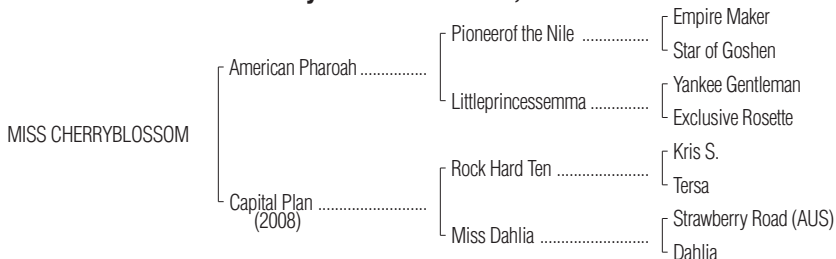 Empire Maker
Pioneerof the Nile ................
Star of Goshen
American Pharoah ................
Yankee Gentleman
Littleprincessemma ..............
Exclusive Rosette
MISS CHERRYBLOSSOM
Kris S.
Rock Hard Ten ......................
Tersa
Capital Plan ..........................
(2008)
Strawberry Road (AUS)
Miss Dahlia ..........................
Dahlia